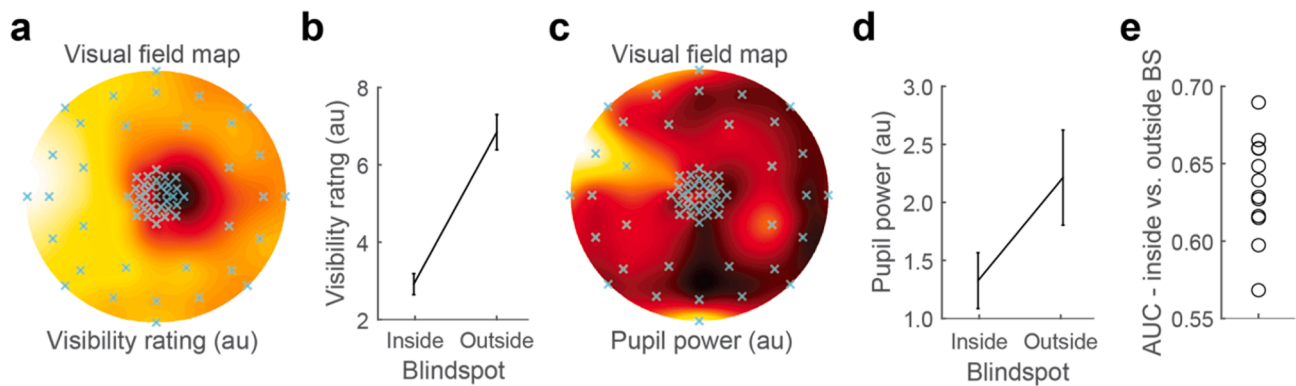 a
Visual field map
Visibility rating (au)
b
Visibility ratng (au)
8
6
4
2
Inside Outside
Blindspot
c
Visual field map
Pupil power (au)
d
Pupil power (au)
3.0
2.5
2.0
1.5
1.0
Inside Outside
Blindspot
e
AUC - inside vs. outside BS
0.70
0.65
0.60
0.55